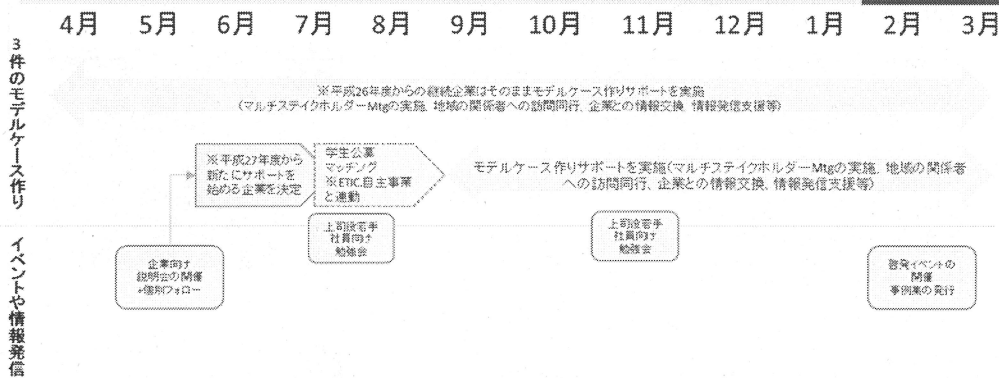 4月 5月 6月 7月 8月 9月 10月 11月 12月 1月 2月 3月
3件のモデルケース作り
※平成26年度からの継続企業はそのままモデルケース作りサポートを実施
(マルチステイクホルダーMtgの実施、地域の関係者への訪問同行、企業との情報交換、情報発信支援等)
※平成27年度から
新たにサポートを
始める企業を決定
学生公募
マッチング
※ETIC.自主事業
と連動
モデルケース作りサポートを実施(マルチステイクホルダーMtgの実施、地域の関係者
への訪問同行、企業との情報交換、情報発信支援等)
イベントや情報発信
企業向け
説明会の開催
+個別フォロー
上司役若手
社員向け
勉強会
上司役若手
社員向け
勉強会
啓発イベントの
開催
事例集の発行